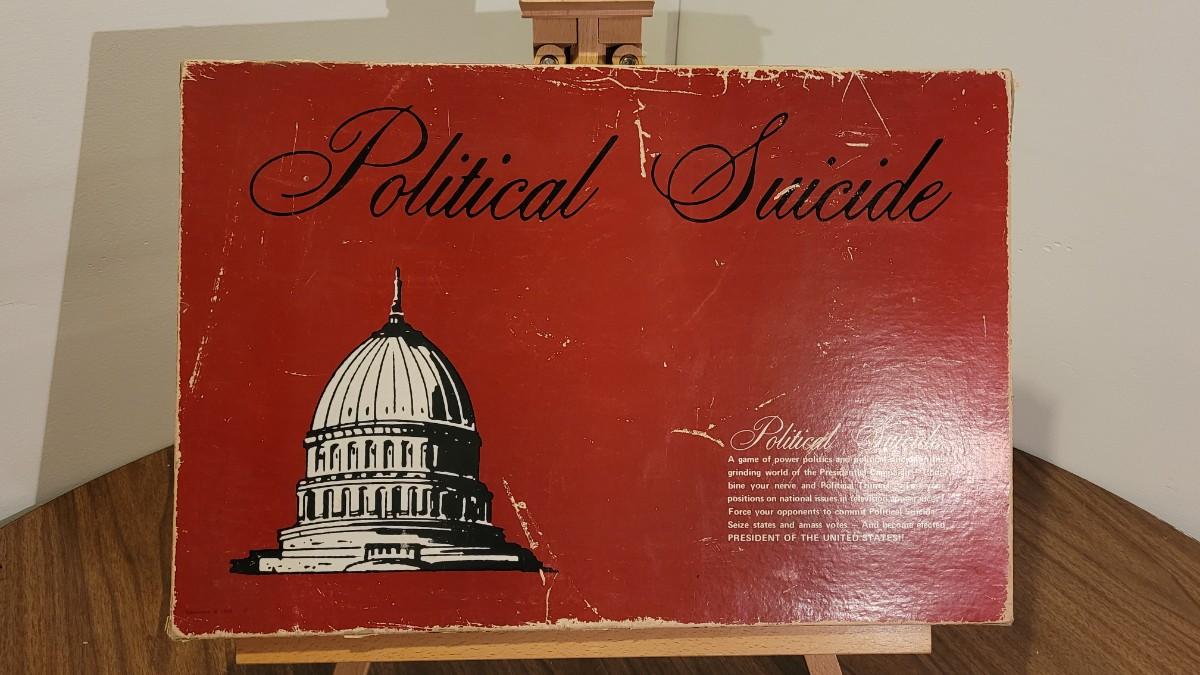 Political Suicide
Political Suicide
A game of power politics and
grinding world of the Presidential
bine your nerve and Political
positions on national issues in television
Force your opponents to commit Political Suicide
Seize states and amass votes — And become elected
PRESIDENT OF THE UNITED STATES!!